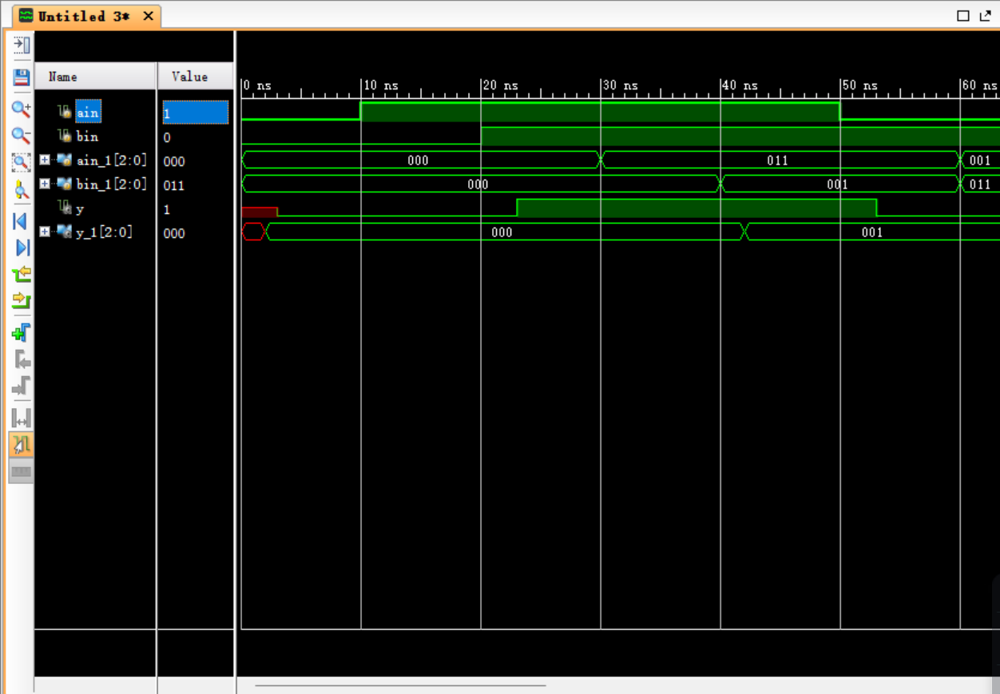 Untitled 3*
Name Value
0 ns 10 ns 20 ns 30 ns 40 ns 50 ns 60 ns
ain 1
bin 0
ain_1[2:0] 000 000 011 001
bin_1[2:0] 011 000 001 011
y 1
y_1[2:0] 000 000 001